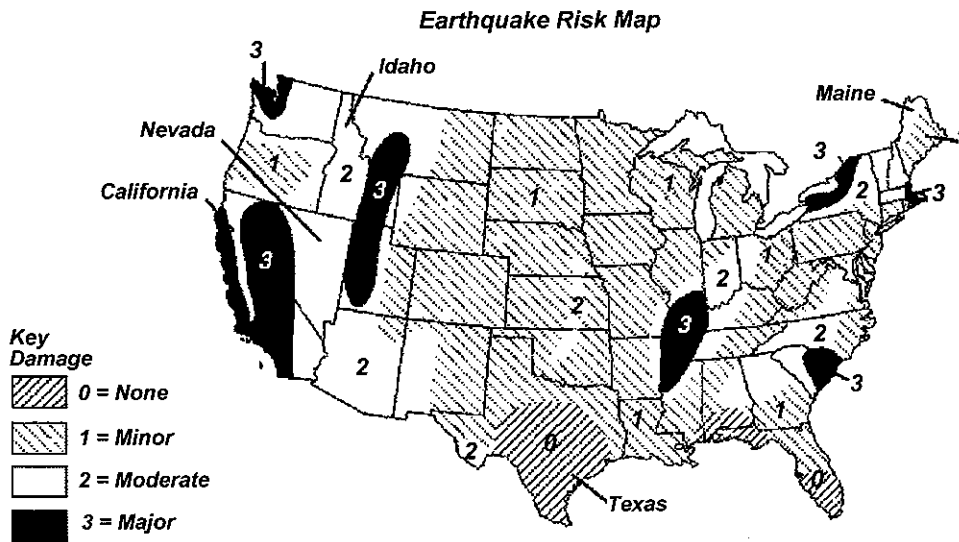 Earthquake Risk Map
3
Idaho
Maine
Nevada
3
1
California
1
2
3
1
1
2
3
3
1
2
2
3
3
2
2
3
1
2
0
0
Texas
Key
Damage
0 = None
1 = Minor
2 = Moderate
3 = Major